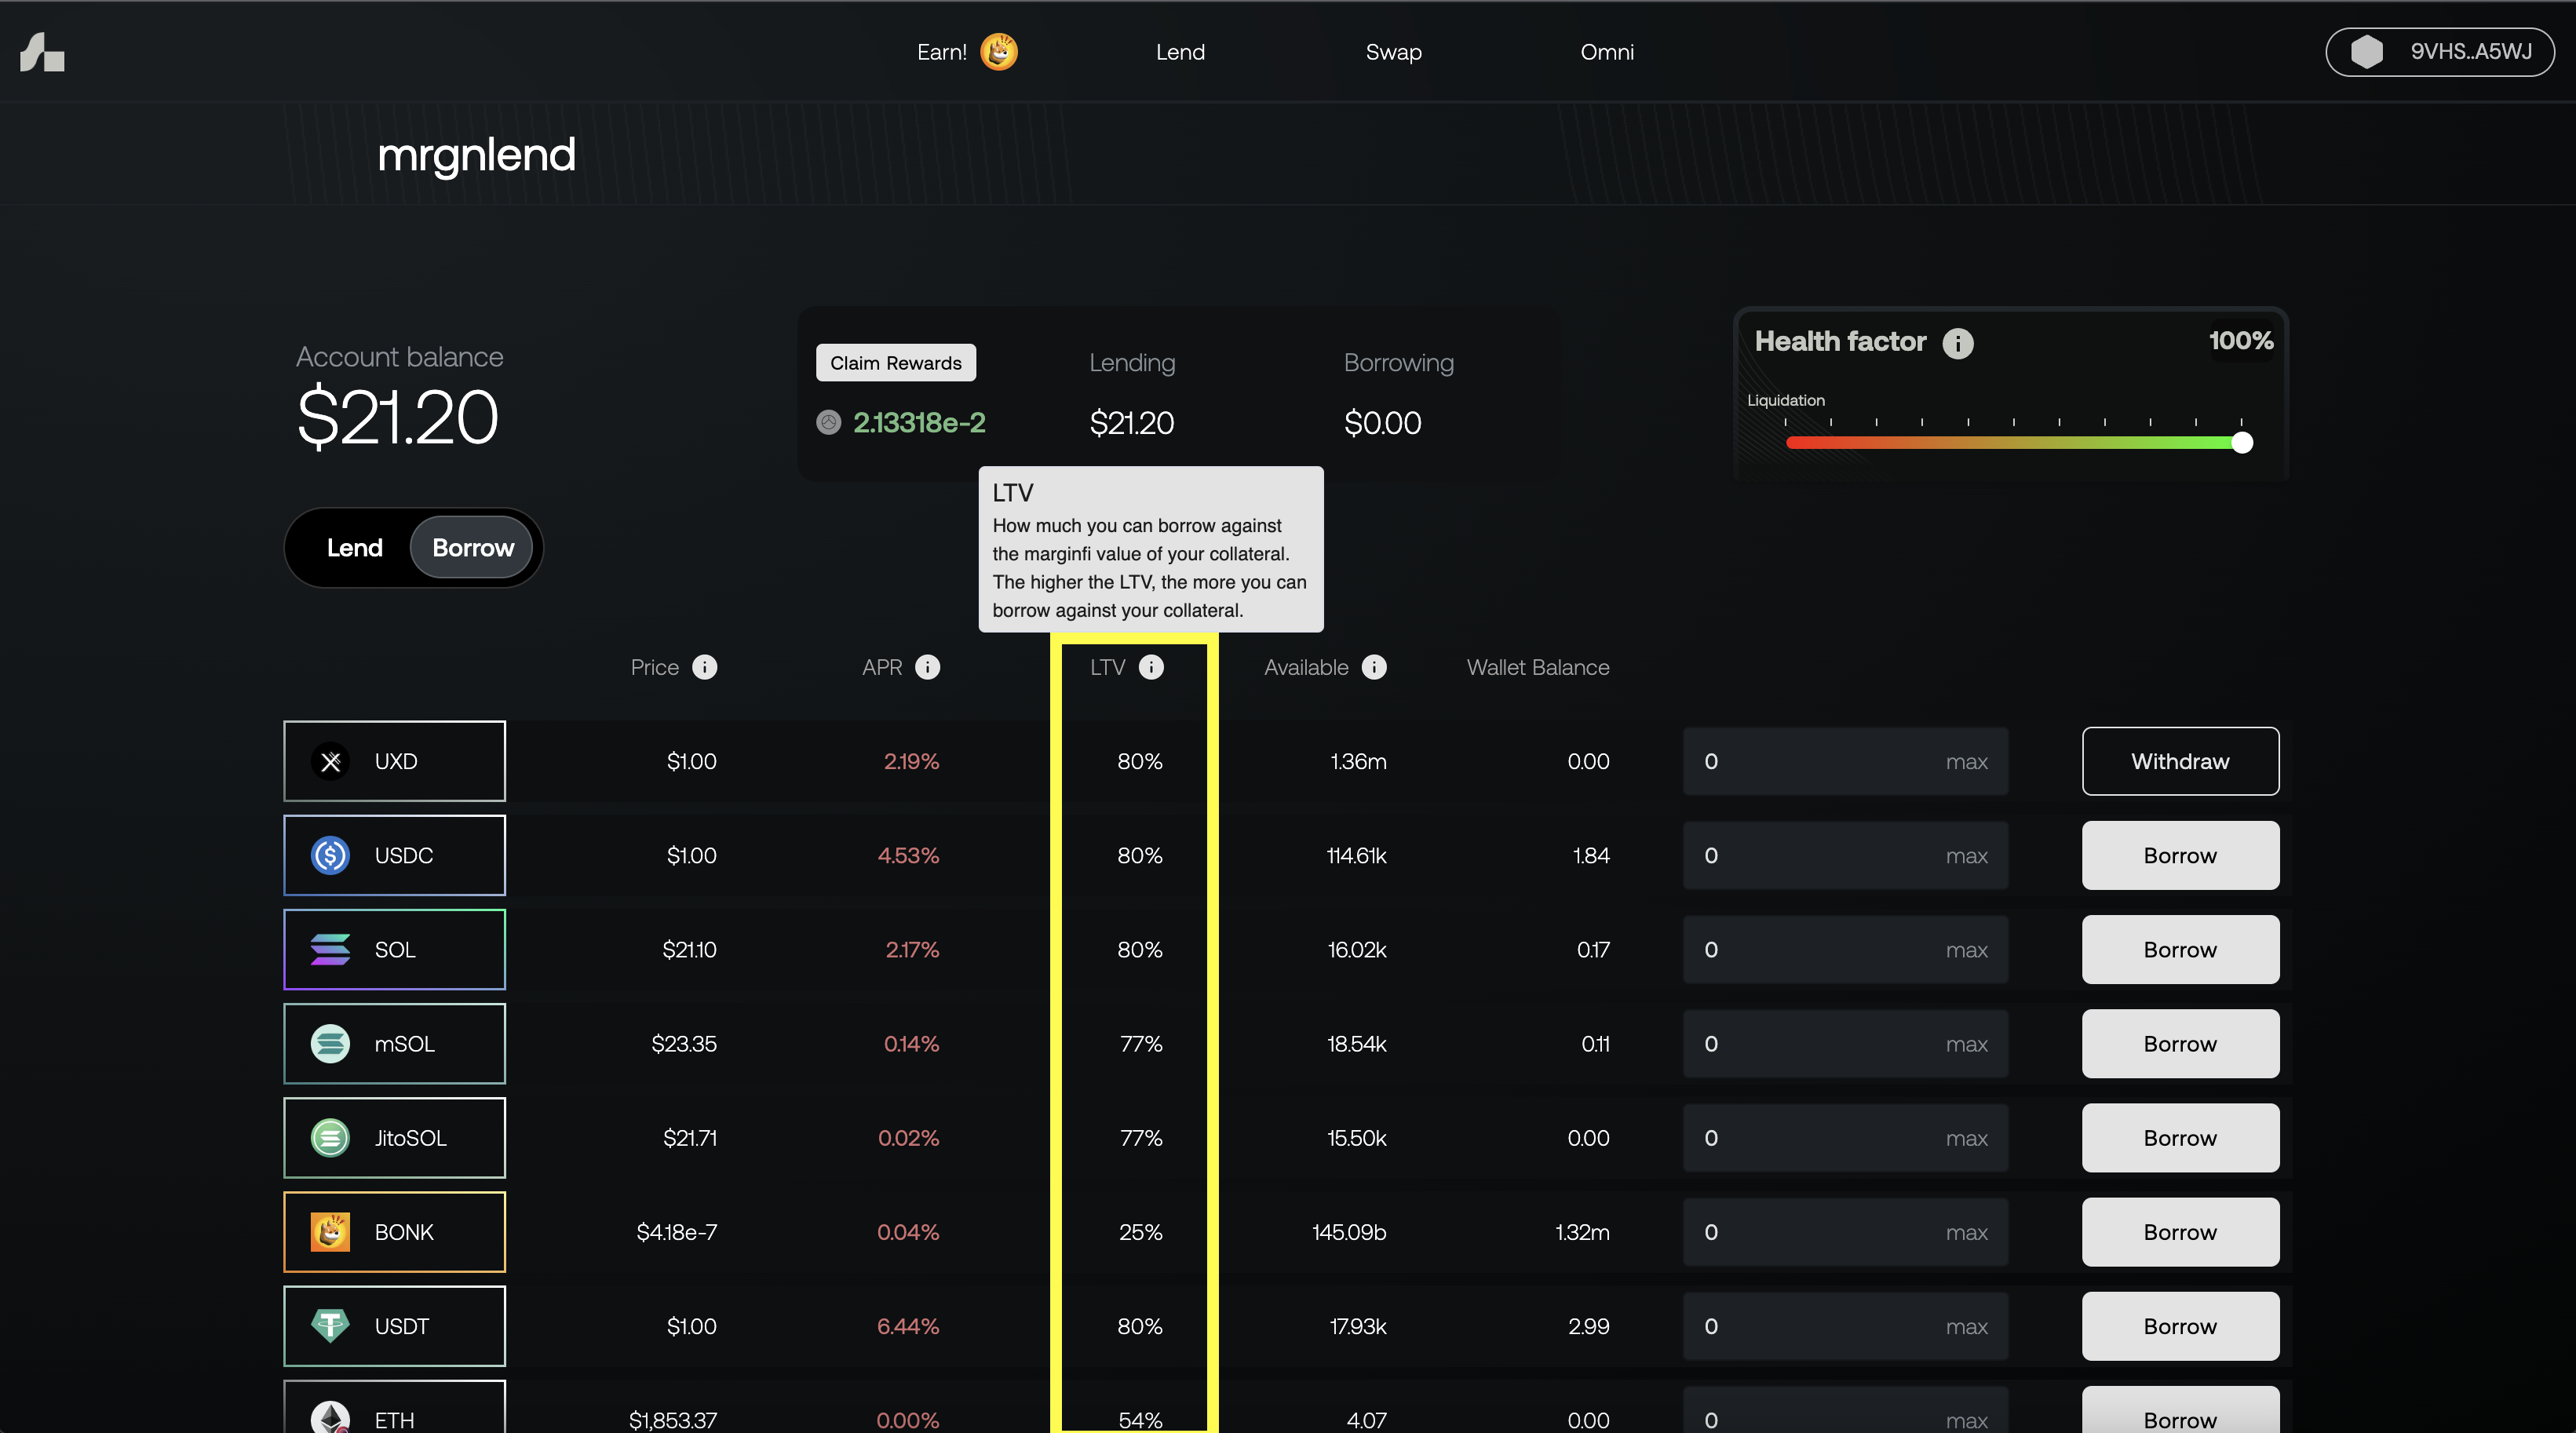 Earn! Lend Swap Omni 9VHS..A5WJ
mrgnlend
Account balance
$21.20
Claim Rewards Lending Borrowing
2.13318e-2 $21.20 $0.00
Health factor i 100%
Liquidation
Lend Borrow
LTV
How much you can borrow against
the marginfi value of your collateral.
The higher the LTV, the more you can
borrow against your collateral.
Price i APR i LTV i Available i Wallet Balance
UXD $1.00 2.19% 80% 1.36m 0.00 0 max Withdraw
USDC $1.00 4.53% 80% 114.61k 1.84 0 max Borrow
SOL $21.10 2.17% 80% 16.02k 0.17 0 max Borrow
mSOL $23.35 0.14% 77% 18.54k 0.11 0 max Borrow
JitoSOL $21.71 0.02% 77% 15.50k 0.00 0 max Borrow
BONK $4.18e-7 0.04% 25% 145.09b 1.32m 0 max Borrow
USDT $1.00 6.44% 80% 17.93k 2.99 0 max Borrow
ETH $1,853.37 0.00% 54% 4.07 0.00 0 max Borrow